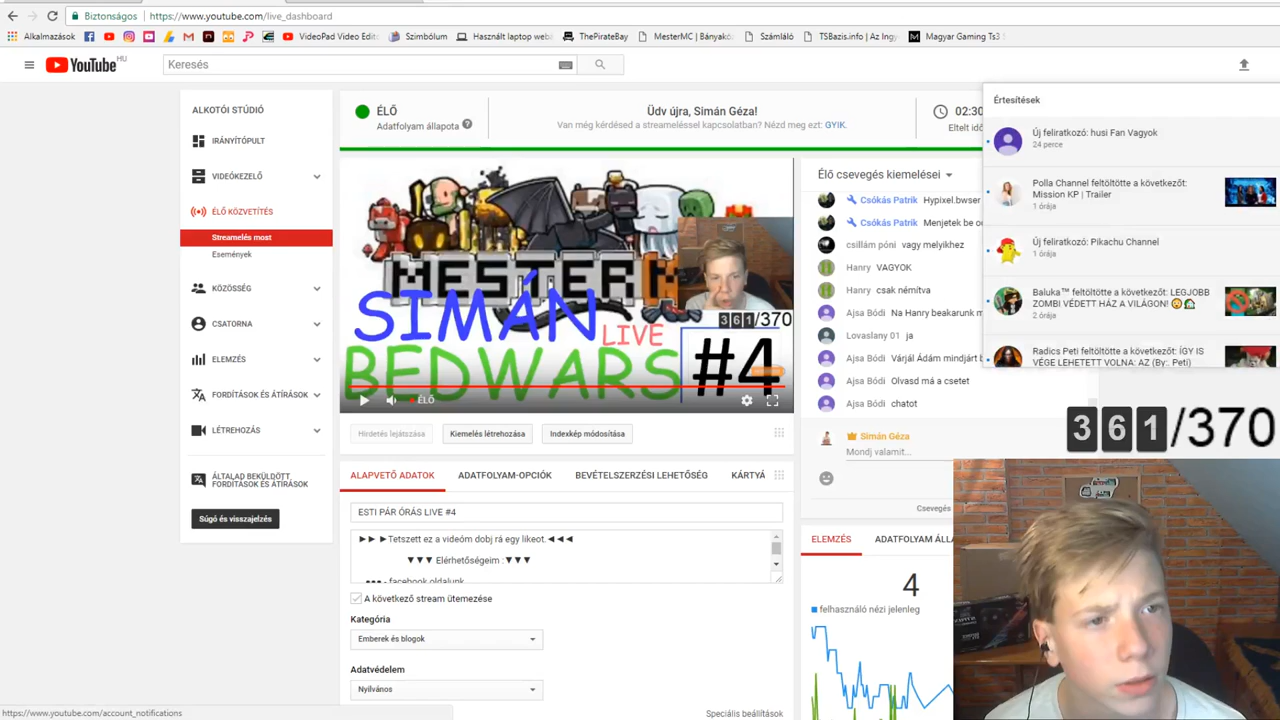 Biztonságos
https://www.youtube.com/live_dashboard
Alkalmazások
VideoPad Video Edito
Szimbólum
Használt laptop web
ThePirateBay
MesterMC | Bányakó
Számláló
TSBazis.info | Az Ingy
Magyar Gaming Ts3
YouTube HU
Keresés
ALKOTÓI STÚDIÓ
IRÁNYÍTÓPULT
VIDEÓKEZELŐ
ÉLŐ KÖZVETÍTÉS
Streamelés most
Események
KÖZÖSSÉG
CSATORNA
ELEMZÉS
FORDÍTÁSOK ÉS ÁTÍRÁSOK
LÉTREHOZÁS
ÁLTALAD BEKÜLDÖTT
FORDÍTÁSOK ÉS ÁTÍRÁSOK
Súgó és visszajelzés
ÉLŐ
Adatfolyam állapota
Üdv újra, Simán Géza!
Van még kérdésed a streameléssel kapcsolatban? Nézd meg ezt: GYIK.
02:30
Eltelt idő
MESTERM
SIMÁN
LIVE
BEDWARS
361/370
#4
ÉLŐ
Hirdetés lejátszása
Kiemelés létrehozása
Indexkép módosítása
ALAPVETŐ ADATOK
ADATFOLYAM-OPCIÓK
BEVÉTELSZERZÉSI LEHETŐSÉG
KÁRTYÁ
ESTI PÁR ÓRÁS LIVE #4
►► ►Tetszett ez a videóm dobj rá egy likeot.◄◄◄
▼▼▼ Elérhetőségeim :▼▼▼
●●● - facebook oldalunk
A következő stream ütemezése
Kategória
Emberek és blogok
Adatvédelem
Nyilvános
Speciális beállítások
Élő csevegés kiemelései
Csókás Patrik Hypixel.bwser
Csókás Patrik Menjetek be o
csillám póni vagy melyikhez
Hanry VAGYOK
Hanry csak némítva
Ajsa Bódi Na Hanry beakarunk m
Lovaslany 01 ja
Ajsa Bódi Várjál Ádám mindjárt b
Ajsa Bódi Olvasd má a csetet
Ajsa Bódi chatot
Simán Géza
Mondj valamit...
Csevegés
ELEMZÉS
ADATFOLYAM ÁLLA
4
felhasználó nézi jelenleg
Értesítések
Új feliratkozó: husi Fan Vagyok
24 perce
Polla Channel feltöltötte a következőt:
Mission KP | Trailer
1 órája
Új feliratkozó: Pikachu Channel
1 órája
Baluka™ feltöltötte a következőt: LEGJOBB
ZOMBI VÉDETT HÁZ A VILÁGON!
2 órája
Radics Peti feltöltötte a következőt: ÍGY IS
VÉGE LEHETETT VOLNA: AZ (By:. Peti)
361/370
https://www.youtube.com/account_notifications